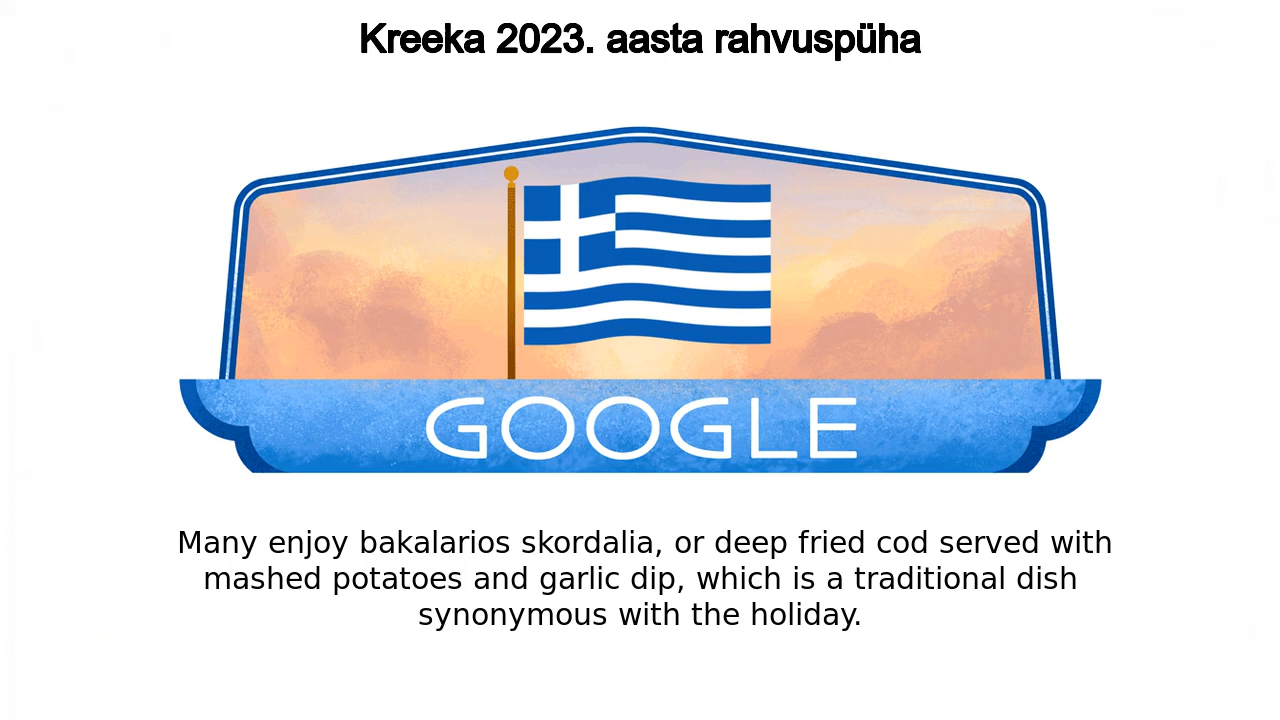 Kreeka 2023. aasta rahvuspüha
GOOGLE
Many enjoy bakalarios skordalia, or deep fried cod served with
mashed potatoes and garlic dip, which is a traditional dish
synonymous with the holiday.